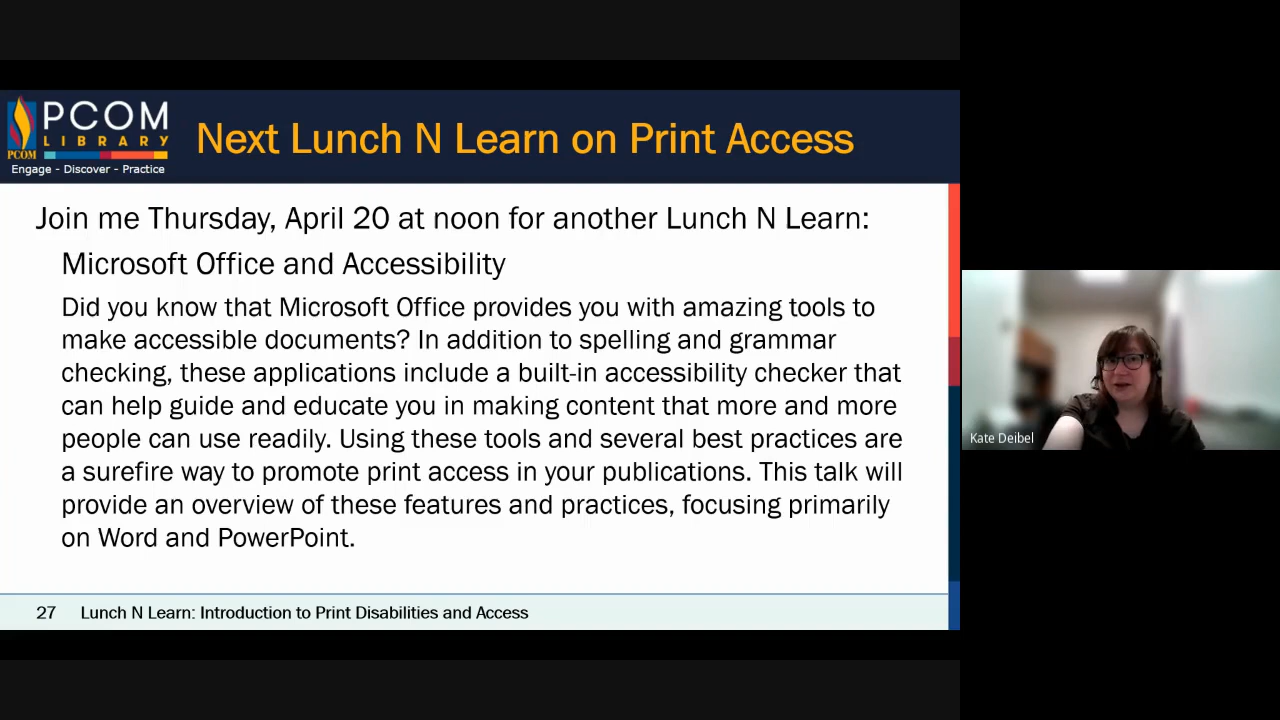 PCOM
LIBRARY
PCOM
Engage - Discover - Practice
Next Lunch N Learn on Print Access
Join me Thursday, April 20 at noon for another Lunch N Learn:
Microsoft Office and Accessibility
Did you know that Microsoft Office provides you with amazing tools to
make accessible documents? In addition to spelling and grammar
checking, these applications include a built-in accessibility checker that
can help guide and educate you in making content that more and more
people can use readily. Using these tools and several best practices are
a surefire way to promote print access in your publications. This talk will
provide an overview of these features and practices, focusing primarily
on Word and PowerPoint.
27 Lunch N Learn: Introduction to Print Disabilities and Access
Kate Deibel